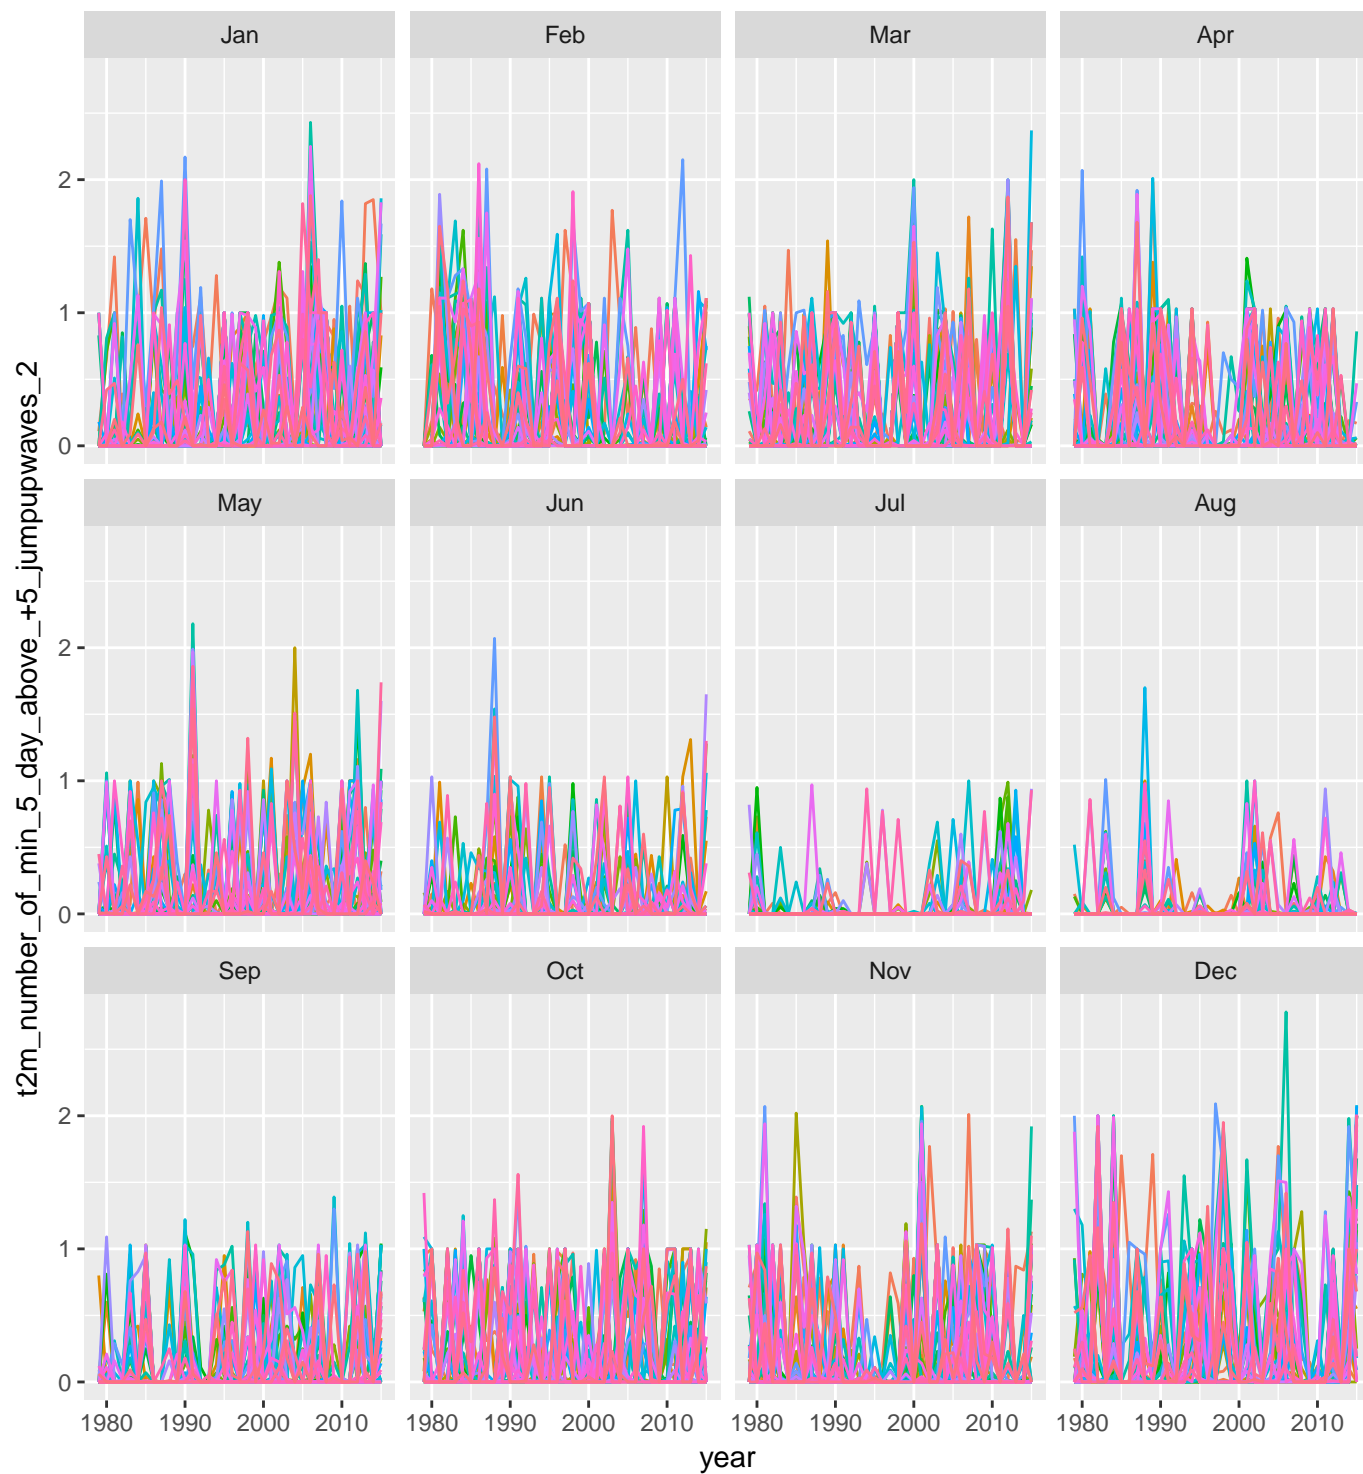 Jan Feb Mar Apr
2
1
0
May Jun Jul Aug
2
1
0
Sep Oct Nov Dec
2
1
0
1980 1990 2000 2010 1980 1990 2000 2010 1980 1990 2000 2010 1980 1990 2000 2010
year
t2m_number_of_min_5_day_above_+5_jumpupwaves_2